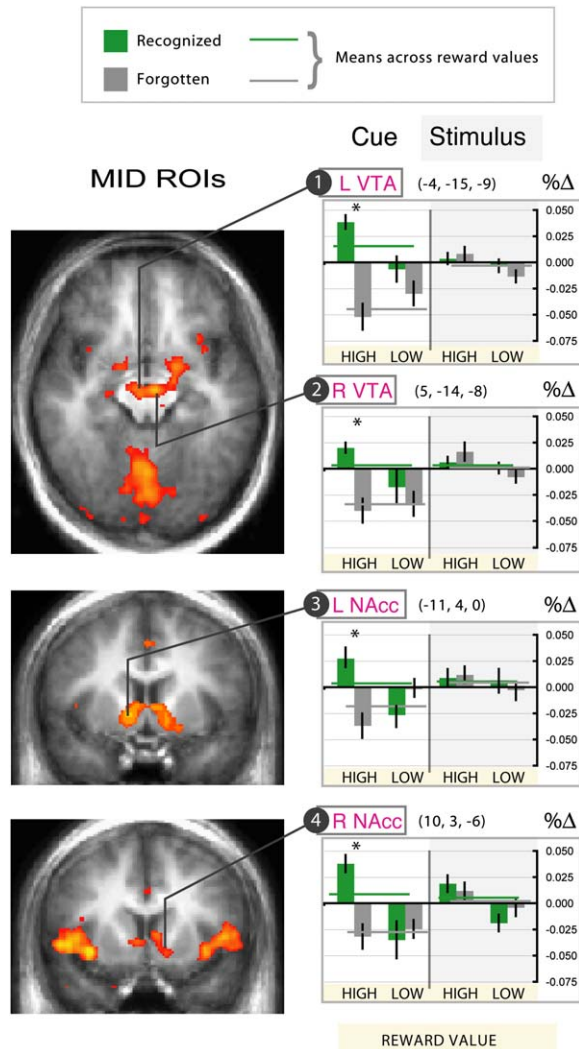 Recognized
Forgotten
Means across reward values
Cue Stimulus
MID ROIs
1 L VTA (-4, -15, -9) %Δ
*
0.050
0.025
0.000
-0.025
-0.050
-0.075
HIGH LOW HIGH LOW
2 R VTA (5, -14, -8) %Δ
*
0.050
0.025
0.000
-0.025
-0.050
-0.075
HIGH LOW HIGH LOW
3 L NAcc (-11, 4, 0) %Δ
*
0.050
0.025
0.000
-0.025
-0.050
-0.075
HIGH LOW HIGH LOW
4 R NAcc (10, 3, -6) %Δ
*
0.050
0.025
0.000
-0.025
-0.050
-0.075
HIGH LOW HIGH LOW
REWARD VALUE